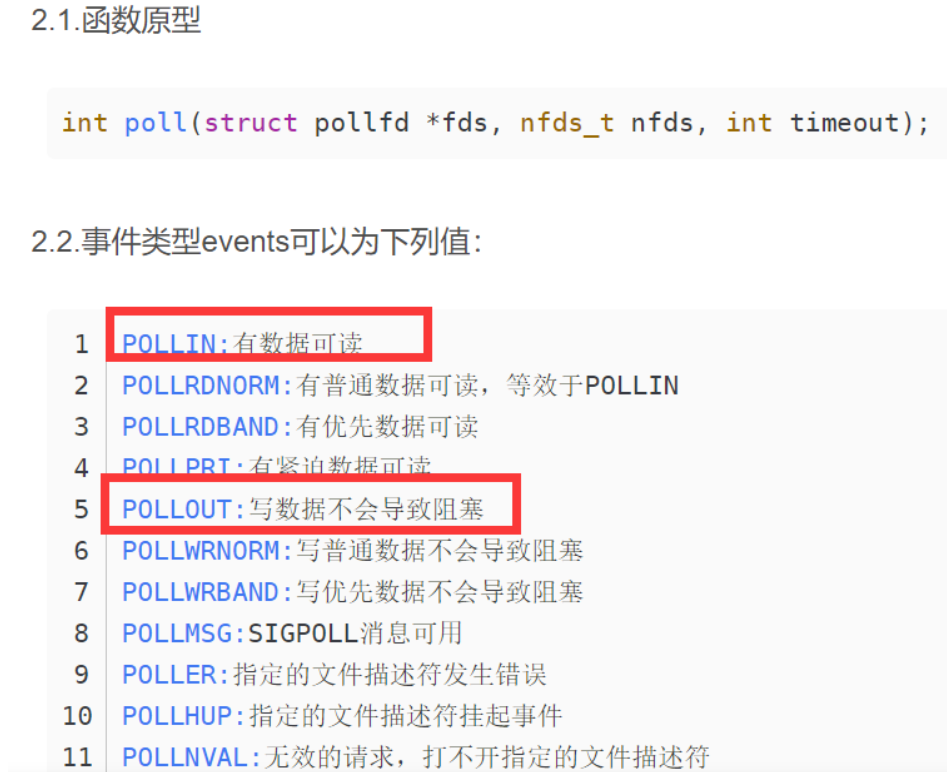 2.1.函数原型
int poll(struct pollfd *fds, nfds_t nfds, int timeout);
2.2.事件类型events可以为下列值：
1 POLLIN:有数据可读
2 POLLRDNORM:有普通数据可读，等效于POLLIN
3 POLLRDBAND:有优先数据可读
4 POLLPRI:有紧迫数据可读
5 POLLOUT:写数据不会导致阻塞
6 POLLWRNORM:写普通数据不会导致阻塞
7 POLLWRBAND:写优先数据不会导致阻塞
8 POLLMSG:SIGPOLL消息可用
9 POLLER:指定的文件描述符发生错误
10 POLLHUP:指定的文件描述符挂起事件
11 POLLNVAL:无效的请求，打不开指定的文件描述符